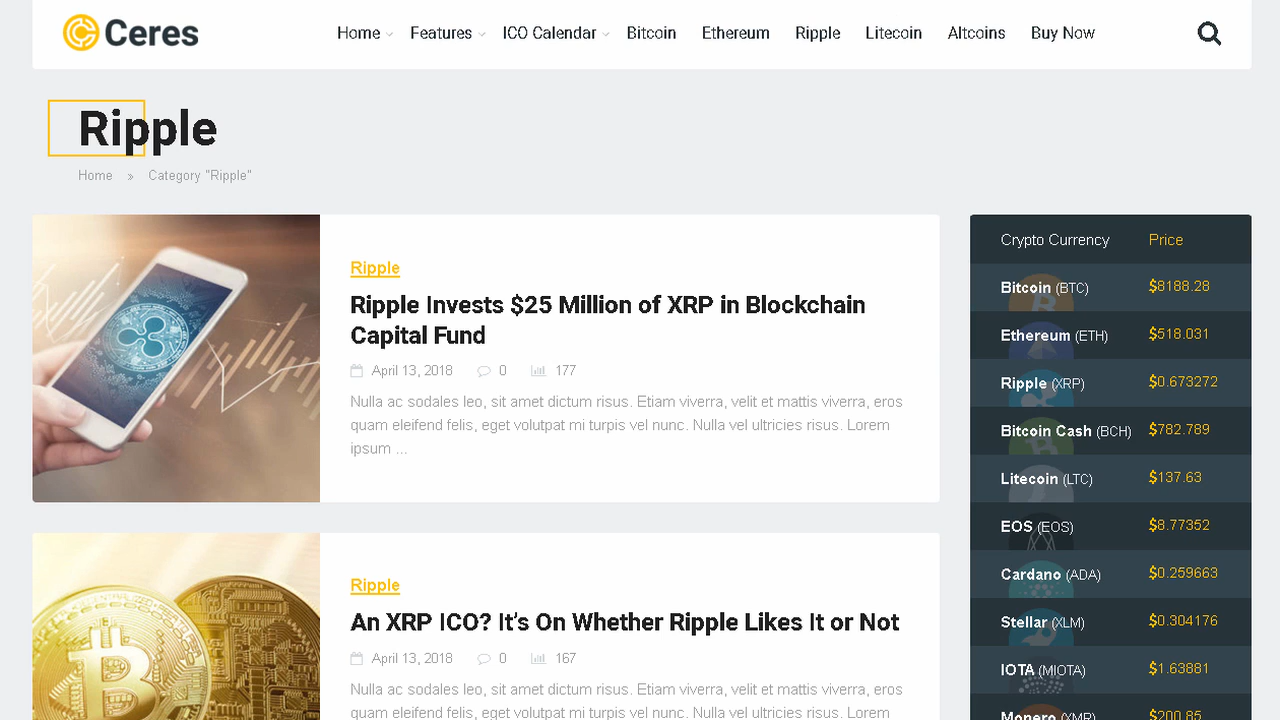 Ceres
Home Features ICO Calendar Bitcoin Ethereum Ripple Litecoin Altcoins Buy Now
Ripple
Home » Category "Ripple"
Ripple
Ripple Invests $25 Million of XRP in Blockchain
Capital Fund
April 13, 2018 0 177
Nulla ac sodales leo, sit amet dictum risus. Etiam viverra, velit et mattis viverra, eros
quam eleifend felis, eget volutpat mi turpis vel nunc. Nulla vel ultricies risus. Lorem
ipsum ...
Ripple
An XRP ICO? It's On Whether Ripple Likes It or Not
April 13, 2018 0 167
Nulla ac sodales leo, sit amet dictum risus. Etiam viverra, velit et mattis viverra, eros
quam eleifend felis, eget volutpat mi turpis vel nunc. Nulla vel ultricies risus. Lorem
Crypto Currency Price
Bitcoin (BTC) $8188.28
Ethereum (ETH) $518.031
Ripple (XRP) $0.673272
Bitcoin Cash (BCH) $782.789
Litecoin (LTC) $137.63
EOS (EOS) $8.77352
Cardano (ADA) $0.259663
Stellar (XLM) $0.304176
IOTA (MIOTA) $1.63881
Monero (XMR) $200.85